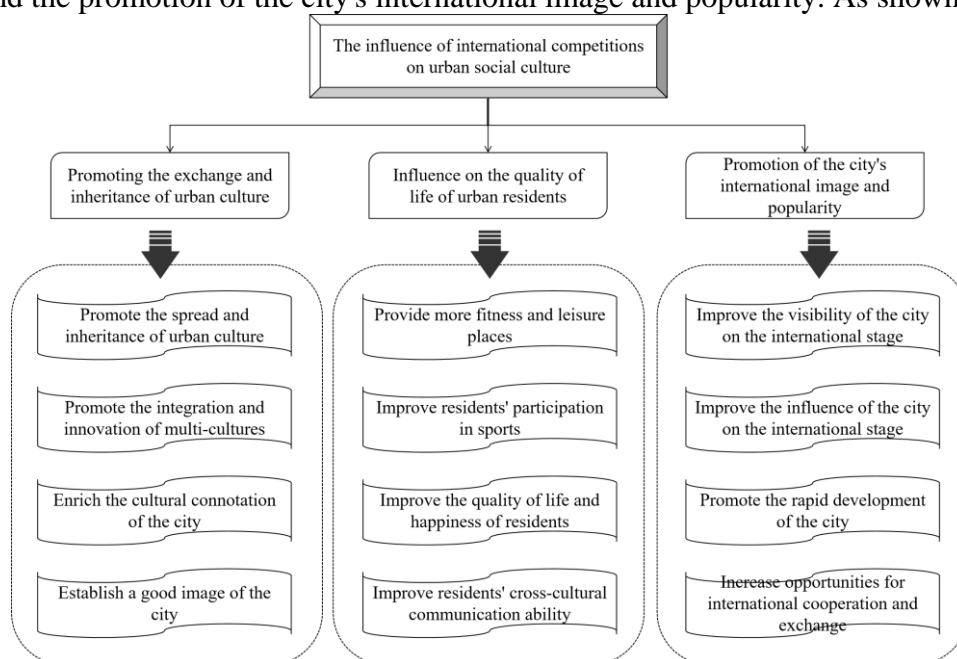 nd the promotion of the city's international image and popularity. As shown
The influence of international competitions
on urban social culture
Promoting the exchange and
inheritance of urban culture
Influence on the quality of
life of urban residents
Promotion of the city's
international image and
popularity
Promote the spread and
inheritance of urban culture
Promote the integration and
innovation of multi-cultures
Enrich the cultural connotation
of the city
Establish a good image of the
city
Provide more fitness and leisure
places
Improve residents' participation
in sports
Improve the quality of life and
happiness of residents
Improve residents' cross-cultural
communication ability
Improve the visibility of the city
on the international stage
Improve the influence of the city
on the international stage
Promote the rapid development
of the city
Increase opportunities for
international cooperation and
exchange